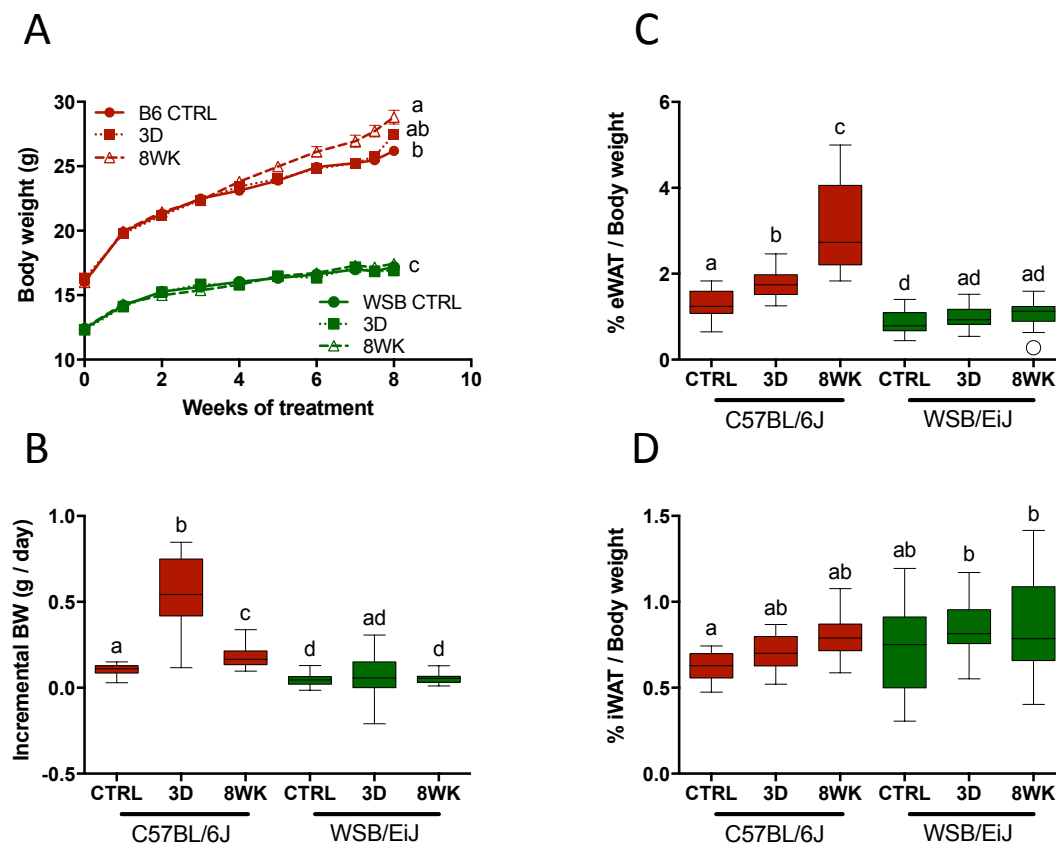 A
30
25
20
15
10
Body weight (g)
B6 CTRL
3D
8WK
a
ab
b
c
WSB CTRL
3D
8WK
0 2 4 6 8 10
Weeks of treatment
B
1.0
0.5
0.0
-0.5
Incremental BW (g / day)
a b c d ad d
CTRL 3D 8WK CTRL 3D 8WK
C57BL/6J WSB/EiJ
C
6
4
2
0
% eWAT / Body weight
a b c d ad ad
CTRL 3D 8WK CTRL 3D 8WK
C57BL/6J WSB/EiJ
D
1.5
1.0
0.5
0.0
% iWAT / Body weight
a ab ab ab b b
CTRL 3D 8WK CTRL 3D 8WK
C57BL/6J WSB/EiJ